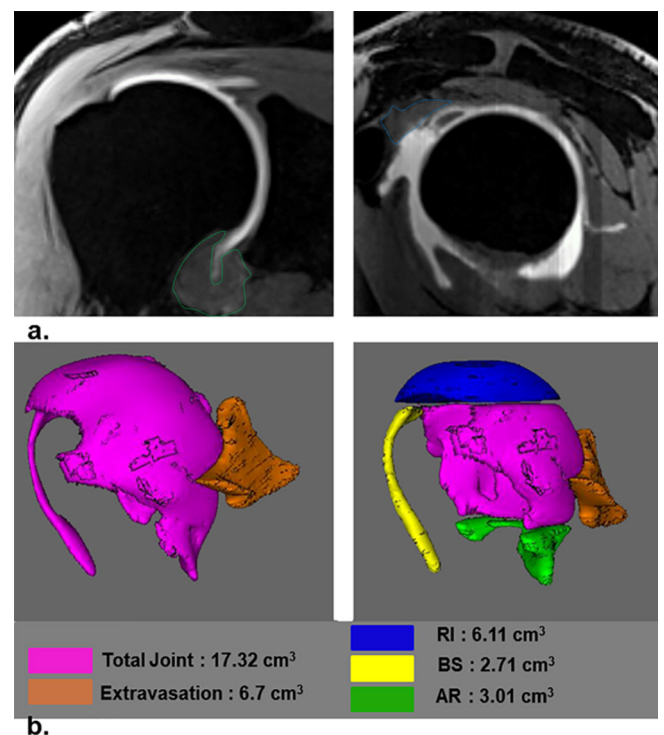 a.
Total Joint : 17.32 cm³
Extravasation : 6.7 cm³
RI : 6.11 cm³
BS : 2.71 cm³
AR : 3.01 cm³
b.